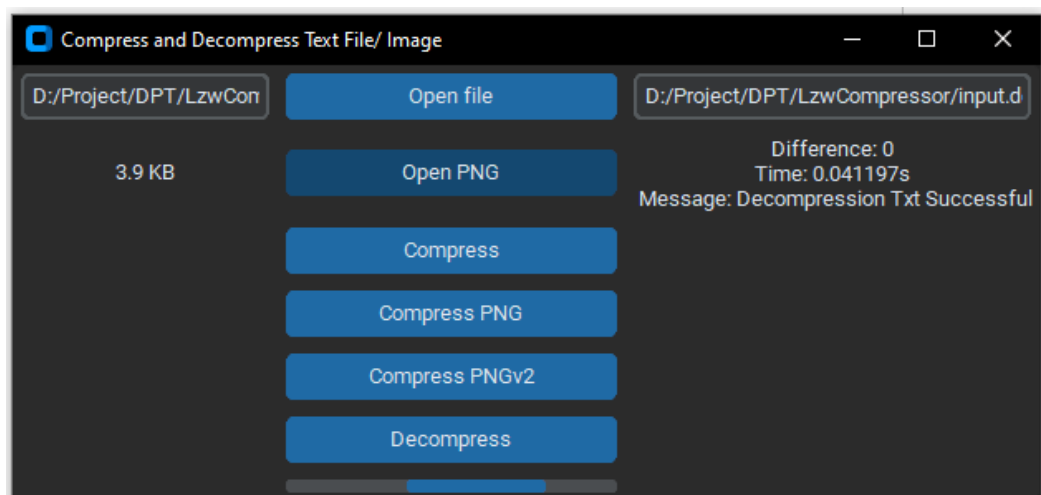 Compress and Decompress Text File/ Image
D:/Project/DPT/LzwCon
Open file
D:/Project/DPT/LzwCompressor/input.d
3.9 KB
Open PNG
Difference: 0
Time: 0.041197s
Message: Decompression Txt Successful
Compress
Compress PNG
Compress PNGv2
Decompress